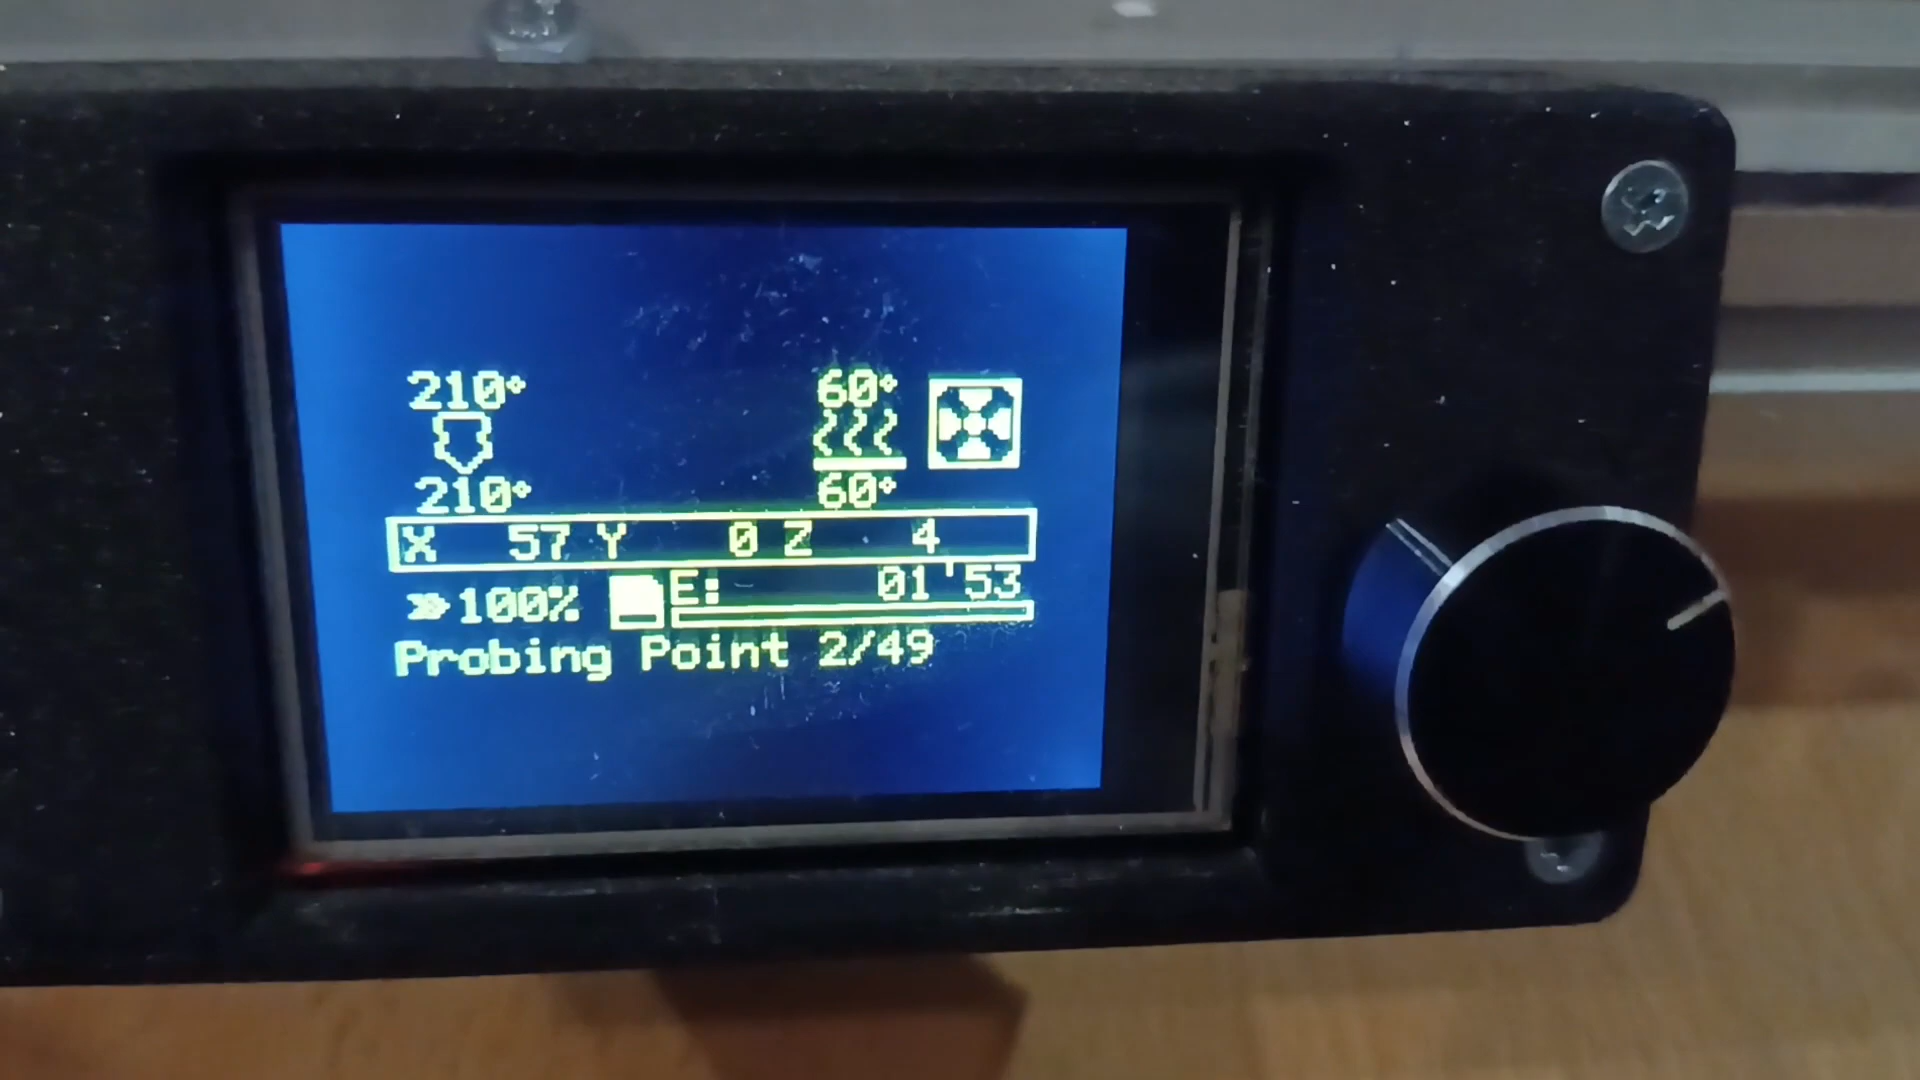 210° 60°
210° 60°
X 57 Y 0 Z 4
100% E: 01'53
Probing Point 2/49